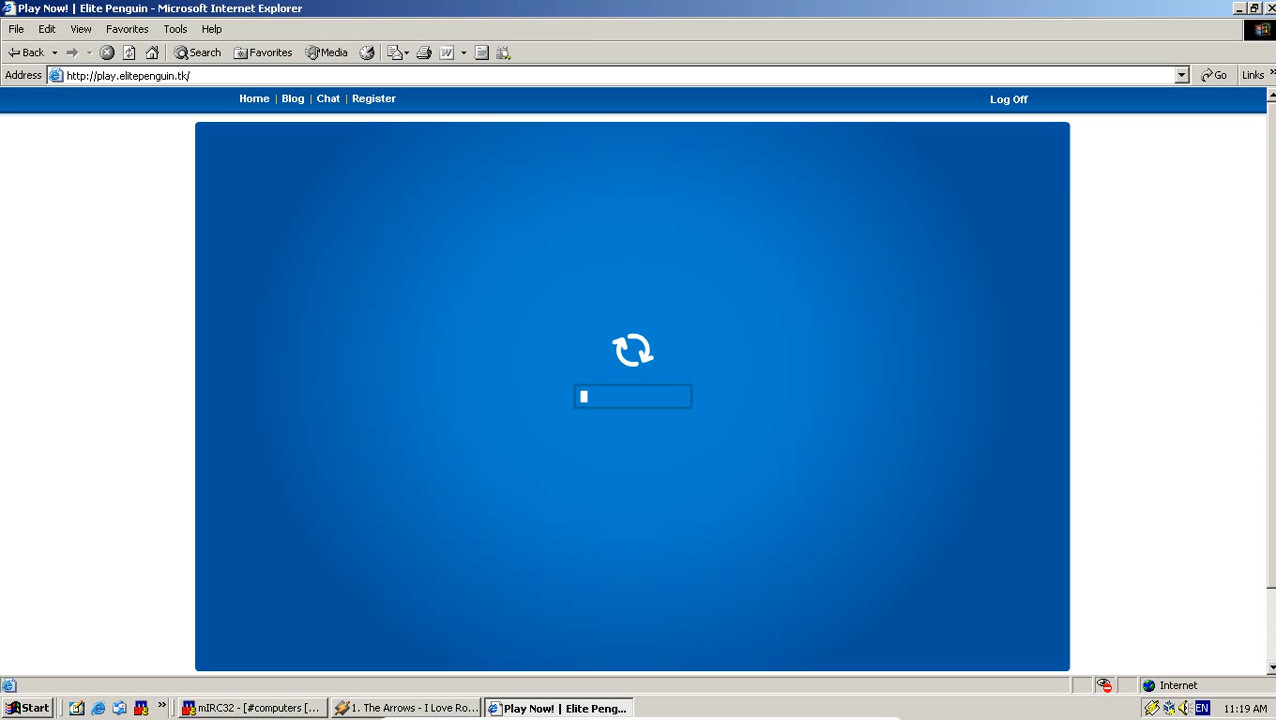 Play Now! | Elite Penguin - Microsoft Internet Explorer
File Edit View Favorites Tools Help
Back Search Favorites Media
Address http://play.elitepenguin.tk/ Go Links »
Home | Blog | Chat | Register Log Off
Internet
Start » mIRC32 - [#computers [... 1. The Arrows - I Love Ro... Play Now! | Elite Peng... EN 11:19 AM